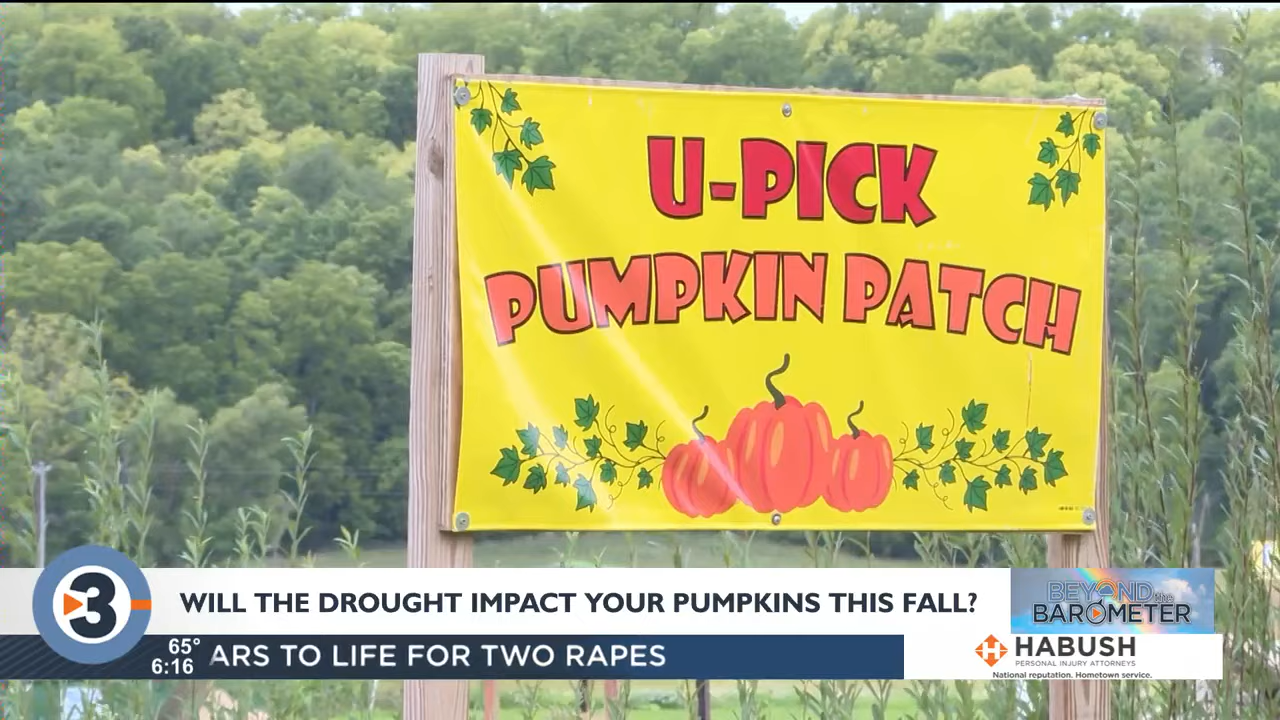 U-PICK
PUMPKIN PATCH
3
WILL THE DROUGHT IMPACT YOUR PUMPKINS THIS FALL?
BEYOND the
BAROMETER
65°
6:16
ARS TO LIFE FOR TWO RAPES
H HABUSH
PERSONAL INJURY ATTORNEYS
National reputation. Hometown service.